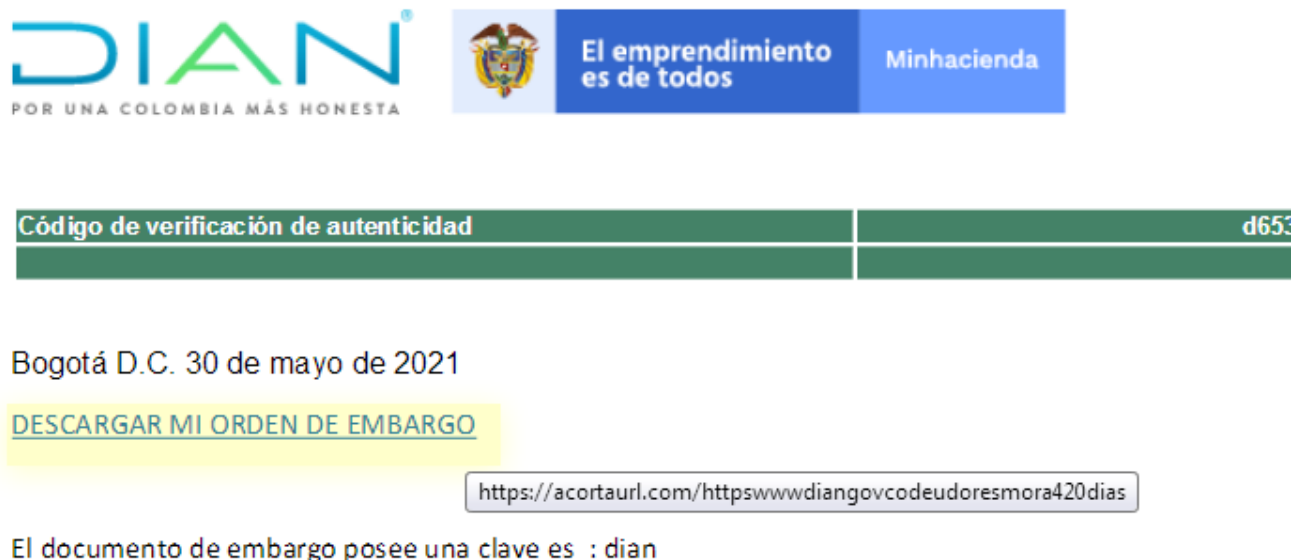 DIAN
POR UNA COLOMBIA MÁS HONESTA
El emprendimiento
es de todos
Minhacienda
Código de verificación de autenticidad d653
Bogotá D.C. 30 de mayo de 2021
DESCARGAR MI ORDEN DE EMBARGO
https://acortaurl.com/httpswwwdiangovcodeudoresmora420dias
El documento de embargo posee una clave es : dian